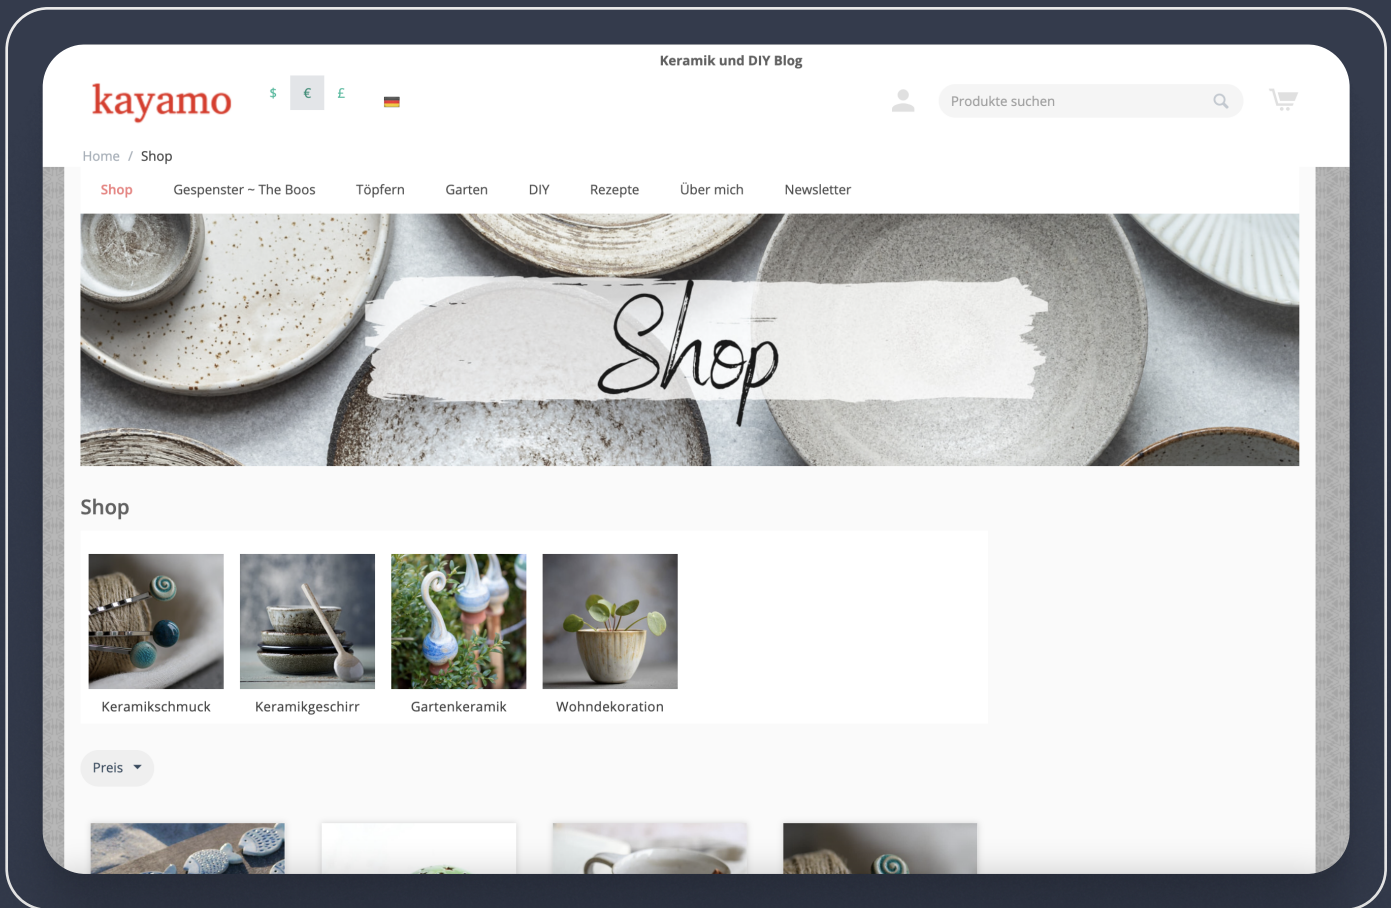 Keramik und DIY Blog
kayamo
$ € £
Produkte suchen
Home / Shop
Shop Gespenster ~ The Boos Töpfern Garten DIY Rezepte Über mich Newsletter
Shop
Shop
Keramikschmuck Keramikgeschirr Gartenkeramik Wohndekoration
Preis